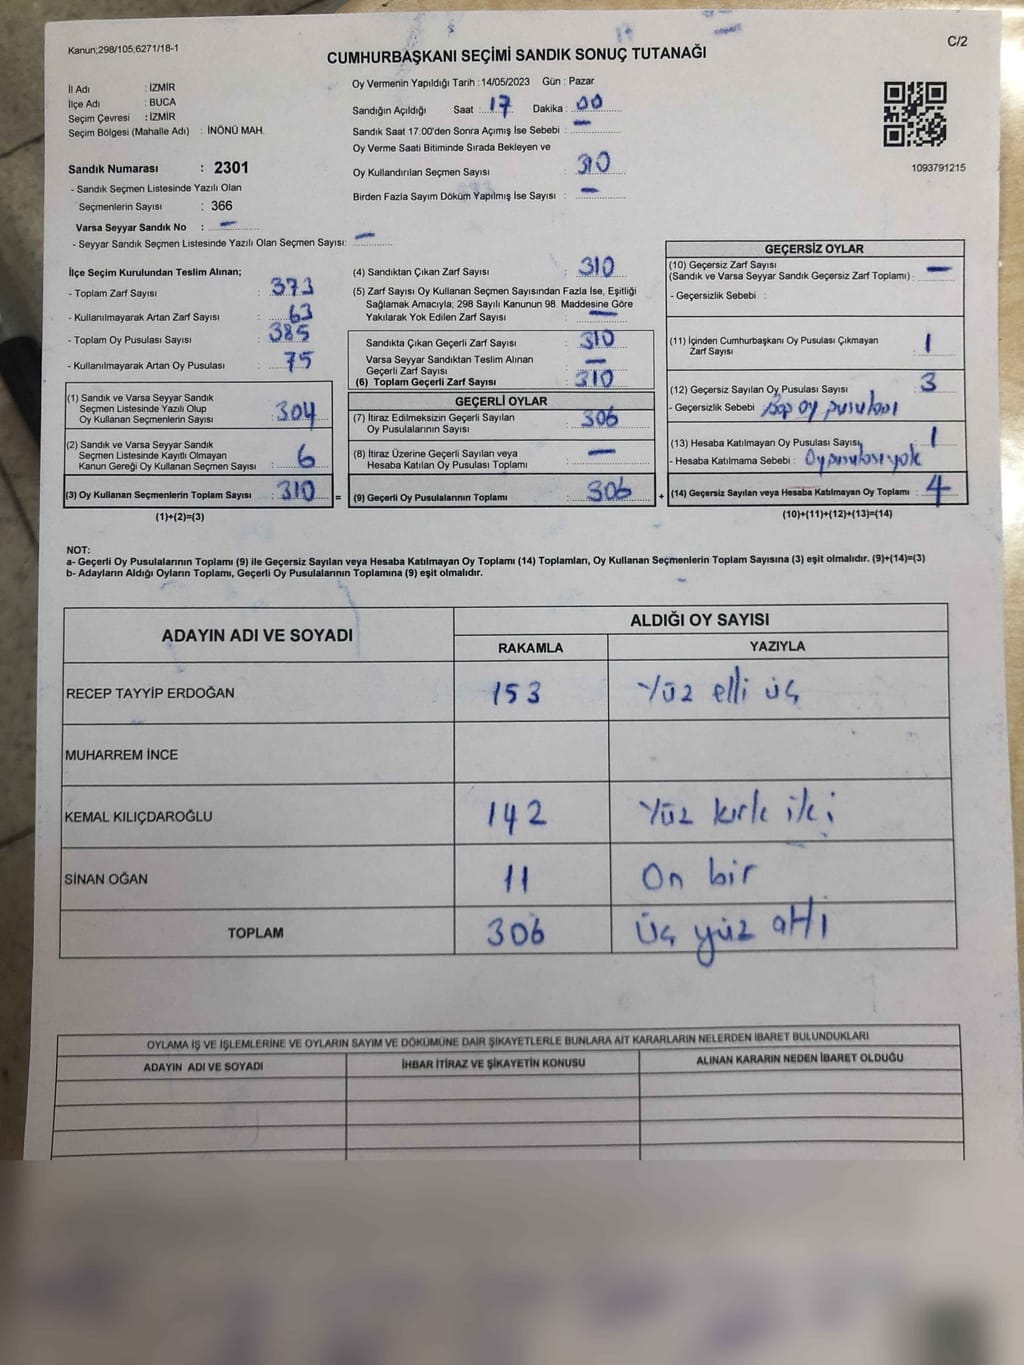 Kanun;298/105;6271/18-1
C/2
CUMHURBAŞKANI SEÇİMİ SANDIK SONUÇ TUTANAĞI
İl Adı : İZMİR
İlçe Adı : BUCA
Seçim Çevresi : İZMİR
Seçim Bölgesi (Mahalle Adı) : İNÖNÜ MAH.
Sandık Numarası : 2301
- Sandık Seçmen Listesinde Yazılı Olan
Seçmenlerin Sayısı : 366
Varsa Seyyar Sandık No : —
- Seyyar Sandık Seçmen Listesinde Yazılı Olan Seçmen Sayısı: —
Oy Vermenin Yapıldığı Tarih : 14/05/2023 Gün : Pazar
Sandığın Açıldığı Saat : 17 Dakika : 00
Sandık Saat 17:00'den Sonra Açımış İse Sebebi : —
Oy Verme Saati Bitiminde Sırada Bekleyen ve
Oy Kullandırılan Seçmen Sayısı : 310
Birden Fazla Sayım Döküm Yapılmış İse Sayısı : —
1093791215
İlçe Seçim Kurulundan Teslim Alınan;
- Toplam Zarf Sayısı : 373
- Kullanılmayarak Artan Zarf Sayısı : 63
- Toplam Oy Pusulası Sayısı : 385
- Kullanılmayarak Artan Oy Pusulası : 75
(1) Sandık ve Varsa Seyyar Sandık
Seçmen Listesinde Yazılı Olup
Oy Kullanan Seçmenlerin Sayısı : 304
(2) Sandık ve Varsa Seyyar Sandık
Seçmen Listesinde Kayıtlı Olmayan
Kanun Gereği Oy Kullanan Seçmen Sayısı : 6
(3) Oy Kullanan Seçmenlerin Toplam Sayısı : 310 =
(1)+(2)=(3)
(4) Sandıktan Çıkan Zarf Sayısı : 310
(5) Zarf Sayısı Oy Kullanan Seçmen Sayısından Fazla İse, Eşitliği
Sağlamak Amacıyla; 298 Sayılı Kanunun 98. Maddesine Göre
Yakılarak Yok Edilen Zarf Sayısı : —
Sandıkta Çıkan Geçerli Zarf Sayısı : 310
Varsa Seyyar Sandıktan Teslim Alınan
Geçerli Zarf Sayısı : —
(6) Toplam Geçerli Zarf Sayısı : 310
GEÇERLİ OYLAR
(7) İtiraz Edilmeksizin Geçerli Sayılan
Oy Pusulalarının Sayısı : 306
(8) İtiraz Üzerine Geçerli Sayılan veya
Hesaba Katılan Oy Pusulası Toplamı : —
(9) Geçerli Oy Pusulalarının Toplamı : 306 +
GEÇERSİZ OYLAR
(10) Geçersiz Zarf Sayısı
(Sandık ve Varsa Seyyar Sandık Geçersiz Zarf Toplamı) : —
- Geçersizlik Sebebi :
(11) İçinden Cumhurbaşkanı Oy Pusulası Çıkmayan
Zarf Sayısı : 1
(12) Geçersiz Sayılan Oy Pusulası Sayısı : 3
- Geçersizlik Sebebi : oy pusulası
(13) Hesaba Katılmayan Oy Pusulası Sayısı : 1
- Hesaba Katılmama Sebebi : Oy pusulası yok
(14) Geçersiz Sayılan veya Hesaba Katılmayan Oy Toplamı : 4
(10)+(11)+(12)+(13)=(14)
NOT:
a- Geçerli Oy Pusulalarının Toplamı (9) ile Geçersiz Sayılan veya Hesaba Katılmayan Oy Toplamı (14) Toplamları, Oy Kullanan Seçmenlerin Toplam Sayısına (3) eşit olmalıdır. (9)+(14)=(3)
b- Adayların Aldığı Oyların Toplamı, Geçerli Oy Pusulalarının Toplamına (9) eşit olmalıdır.
ADAYIN ADI VE SOYADI
ALDIĞI OY SAYISI
RAKAMLA YAZIYLA
RECEP TAYYİP ERDOĞAN 153 Yüz elli üç
MUHARREM İNCE
KEMAL KILIÇDAROĞLU 142 Yüz kırk iki
SİNAN OĞAN 11 On bir
TOPLAM 306 Üç yüz altı
OYLAMA İŞ VE İŞLEMLERİNE VE OYLARIN SAYIM VE DÖKÜMÜNE DAİR ŞİKAYETLERLE BUNLARA AİT KARARLARIN NELERDEN İBARET BULUNDUKLARI
ADAYIN ADI VE SOYADI İHBAR İTİRAZ VE ŞİKAYETİN KONUSU ALINAN KARARIN NEDEN İBARET OLDUĞU